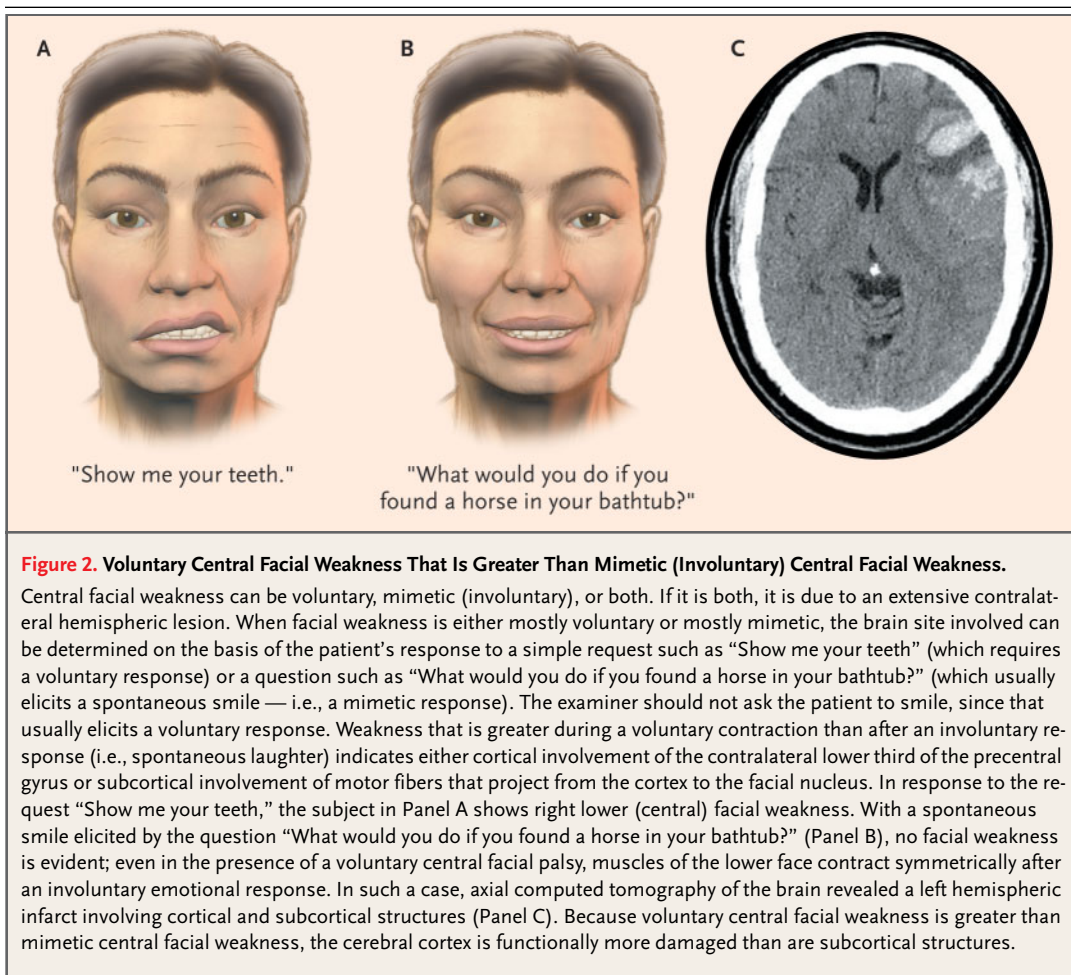 A
B
C
"Show me your teeth."
"What would you do if you
found a horse in your bathtub?"
Figure 2. Voluntary Central Facial Weakness That Is Greater Than Mimetic (Involuntary) Central Facial Weakness.
Central facial weakness can be voluntary, mimetic (involuntary), or both. If it is both, it is due to an extensive contralat-
eral hemispheric lesion. When facial weakness is either mostly voluntary or mostly mimetic, the brain site involved can
be determined on the basis of the patient’s response to a simple request such as “Show me your teeth” (which requires
a voluntary response) or a question such as “What would you do if you found a horse in your bathtub?” (which usually
elicits a spontaneous smile — i.e., a mimetic response). The examiner should not ask the patient to smile, since that
usually elicits a voluntary response. Weakness that is greater during a voluntary contraction than after an involuntary re-
sponse (i.e., spontaneous laughter) indicates either cortical involvement of the contralateral lower third of the precentral
gyrus or subcortical involvement of motor fibers that project from the cortex to the facial nucleus. In response to the re-
quest “Show me your teeth,” the subject in Panel A shows right lower (central) facial weakness. With a spontaneous
smile elicited by the question “What would you do if you found a horse in your bathtub?” (Panel B), no facial weakness
is evident; even in the presence of a voluntary central facial palsy, muscles of the lower face contract symmetrically after
an involuntary emotional response. In such a case, axial computed tomography of the brain revealed a left hemispheric
infarct involving cortical and subcortical structures (Panel C). Because voluntary central facial weakness is greater than
mimetic central facial weakness, the cerebral cortex is functionally more damaged than are subcortical structures.